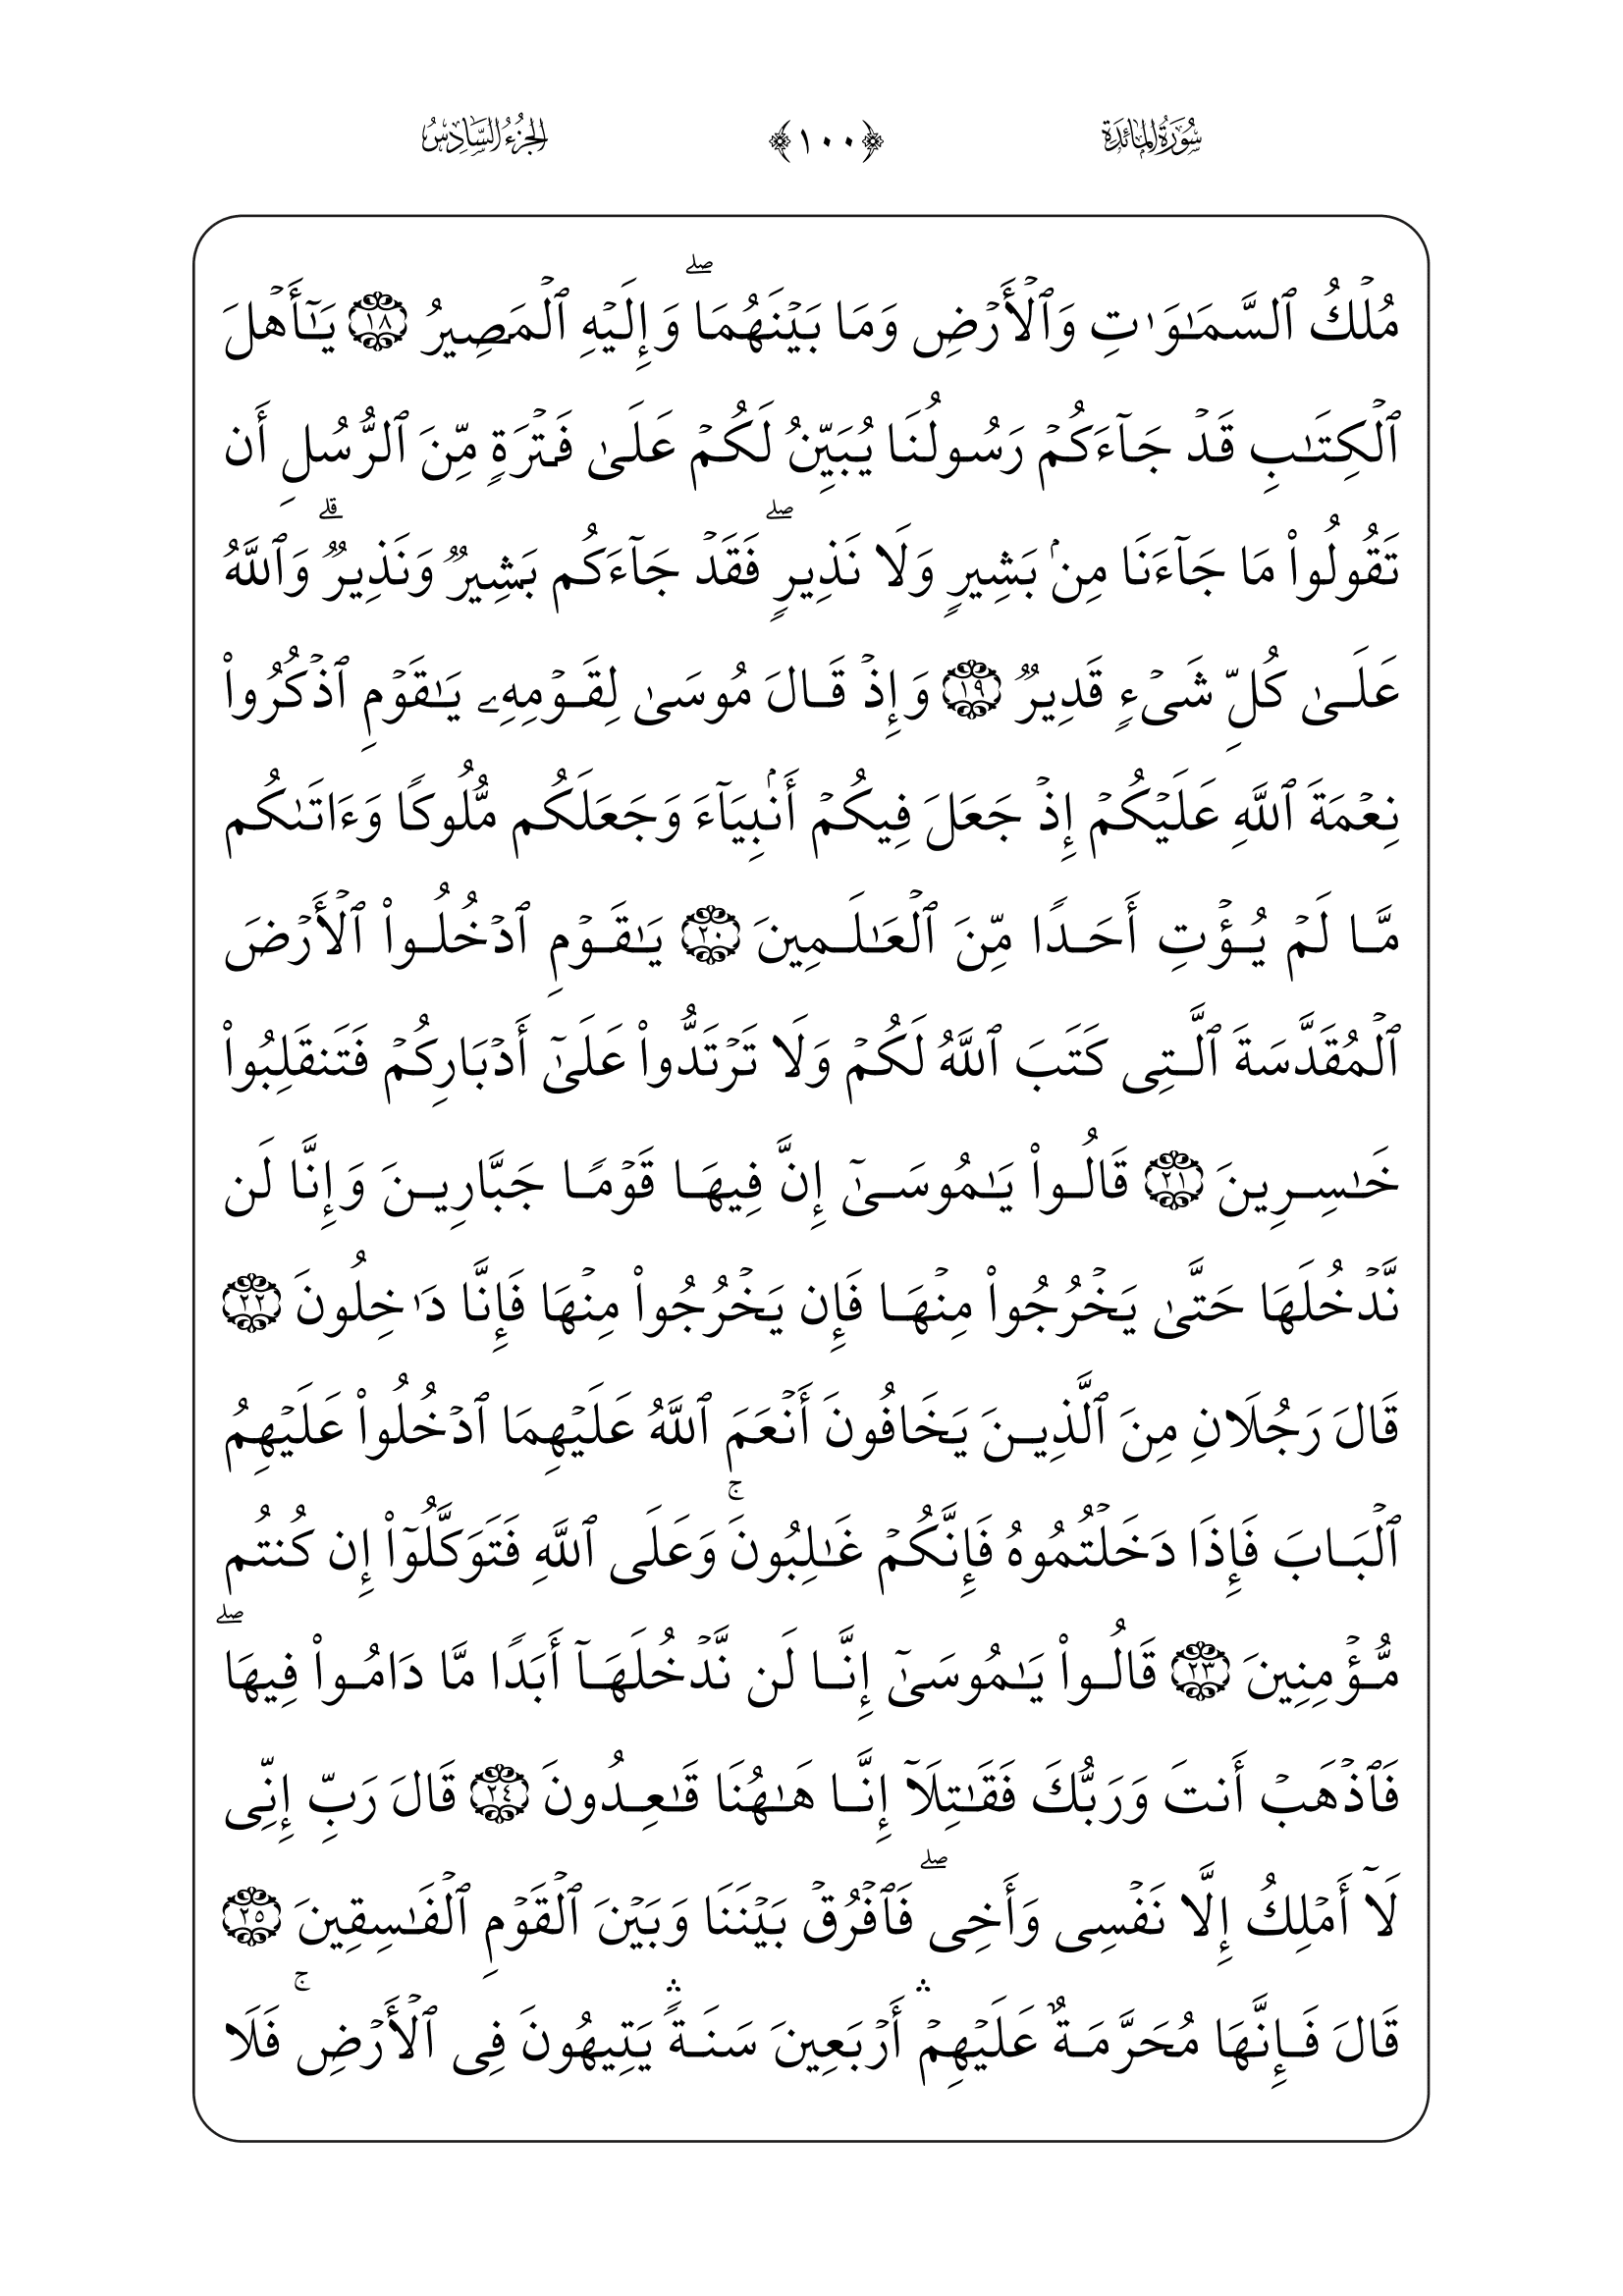 سُورَةُ المَائدَةِ ﴿١٠٠﴾ الجُزْءُ السَّادِسُ
مُلۡكُ ٱلسَّمَـٰوَ ٰتِ وَٱلۡأَرۡضِ وَمَا بَيۡنَهُمَاۖ وَإِلَيۡهِ ٱلۡمَصِيرُ ١٨ يَـٰٓأَهۡلَ
ٱلۡكِتَـٰبِ قَدۡ جَآءَكُمۡ رَسُولُنَا يُبَيِّنُ لَكُمۡ عَلَىٰ فَتۡرَةٍ مِّنَ ٱلرُّسُلِ أَن
تَقُولُوا۟ مَا جَآءَنَا مِنۢ بَشِيرٍ وَلَا نَذِيرٍۖ فَقَدۡ جَآءَكُم بَشِيرٌ وَنَذِيرٌۗ وَٱللَّهُ
عَلَىٰ كُلِّ شَىۡءٍ قَدِيرٌ ١٩ وَإِذۡ قَالَ مُوسَىٰ لِقَوۡمِهِۦ يَـٰقَوۡمِ ٱذۡكُرُوا۟
نِعۡمَةَ ٱللَّهِ عَلَيۡكُمۡ إِذۡ جَعَلَ فِيكُمۡ أَنۢبِيَآءَ وَجَعَلَكُم مُّلُوكًا وَءَاتَىٰكُم
مَّا لَمۡ يُؤۡتِ أَحَدًا مِّنَ ٱلۡعَـٰلَمِينَ ٢٠ يَـٰقَوۡمِ ٱدۡخُلُوا۟ ٱلۡأَرۡضَ
ٱلۡمُقَدَّسَةَ ٱلَّتِى كَتَبَ ٱللَّهُ لَكُمۡ وَلَا تَرۡتَدُّوا۟ عَلَىٰٓ أَدۡبَارِكُمۡ فَتَنقَلِبُوا۟
خَـٰسِرِينَ ٢١ قَالُوا۟ يَـٰمُوسَىٰٓ إِنَّ فِيهَا قَوۡمًا جَبَّارِينَ وَإِنَّا لَن
نَّدۡخُلَهَا حَتَّىٰ يَخۡرُجُوا۟ مِنۡهَا فَإِن يَخۡرُجُوا۟ مِنۡهَا فَإِنَّا دَ ٰخِلُونَ ٢٢
قَالَ رَجُلَانِ مِنَ ٱلَّذِينَ يَخَافُونَ أَنۡعَمَ ٱللَّهُ عَلَيۡهِمَا ٱدۡخُلُوا۟ عَلَيۡهِمُ
ٱلۡبَابَ فَإِذَا دَخَلۡتُمُوهُ فَإِنَّكُمۡ غَـٰلِبُونَۚ وَعَلَى ٱللَّهِ فَتَوَكَّلُوٓا۟ إِن كُنتُم
مُّؤۡمِنِينَ ٢٣ قَالُوا۟ يَـٰمُوسَىٰٓ إِنَّا لَن نَّدۡخُلَهَآ أَبَدًا مَّا دَامُوا۟ فِيهَاۖ
فَٱذۡهَبۡ أَنتَ وَرَبُّكَ فَقَـٰتِلَآ إِنَّا هَـٰهُنَا قَـٰعِدُونَ ٢٤ قَالَ رَبِّ إِنِّى
لَآ أَمۡلِكُ إِلَّا نَفۡسِى وَأَخِىۖ فَٱفۡرُقۡ بَيۡنَنَا وَبَيۡنَ ٱلۡقَوۡمِ ٱلۡفَـٰسِقِينَ ٢٥
قَالَ فَإِنَّهَا مُحَرَّمَةٌ عَلَيۡهِمۡۛ أَرۡبَعِينَ سَنَةًۛ يَتِيهُونَ فِى ٱلۡأَرۡضِۚ فَلَا